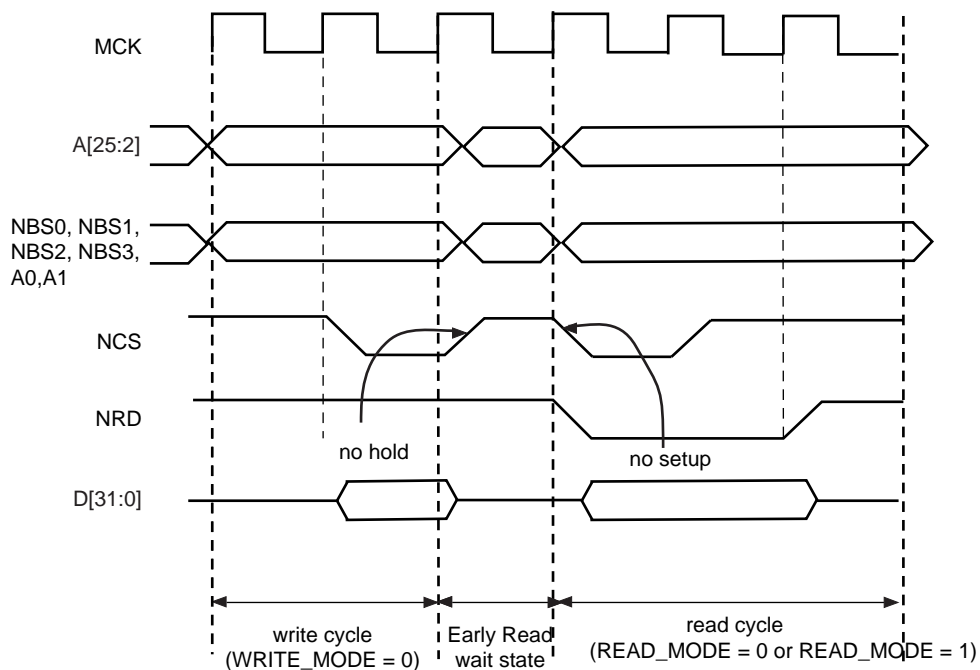 MCK
A[25:2]
NBS0, NBS1,
NBS2, NBS3,
A0,A1
NCS
NRD
no hold
no setup
D[31:0]
write cycle
(WRITE_MODE = 0)
Early Read
wait state
read cycle
(READ_MODE = 0 or READ_MODE = 1)